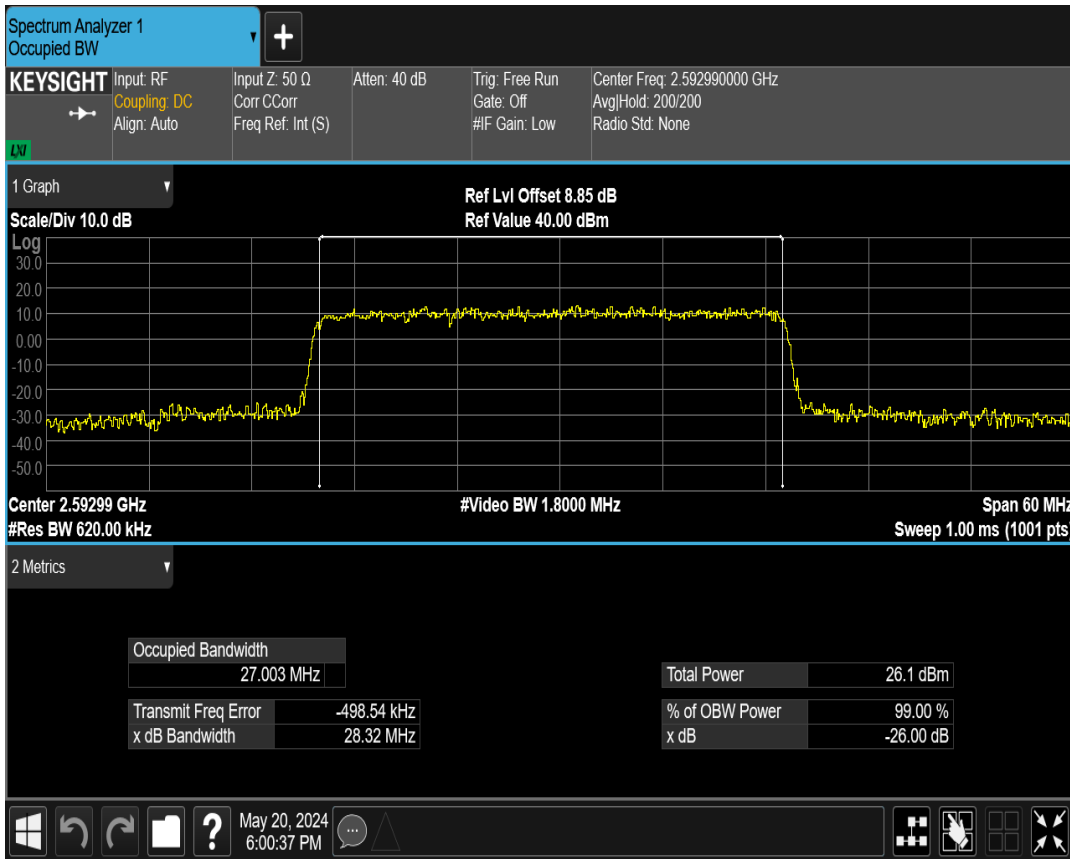 Spectrum Analyzer 1
Occupied BW
KEYSIGHT
LXI
Input: RF
Coupling: DC
Align: Auto
Input Z: 50 Ω
Corr CCorr
Freq Ref: Int (S)
Atten: 40 dB
Trig: Free Run
Gate: Off
#IF Gain: Low
Center Freq: 2.592990000 GHz
Avg|Hold: 200/200
Radio Std: None
1 Graph
Ref Lvl Offset 8.85 dB
Scale/Div 10.0 dB
Ref Value 40.00 dBm
Log
30.0
20.0
10.0
0.00
-10.0
-20.0
-30.0
-40.0
-50.0
Center 2.59299 GHz
#Video BW 1.8000 MHz
Span 60 MHz
#Res BW 620.00 kHz
Sweep 1.00 ms (1001 pts)
2 Metrics
Occupied Bandwidth
27.003 MHz
Total Power 26.1 dBm
Transmit Freq Error -498.54 kHz
% of OBW Power 99.00 %
x dB Bandwidth 28.32 MHz
x dB -26.00 dB
May 20, 2024
6:00:37 PM